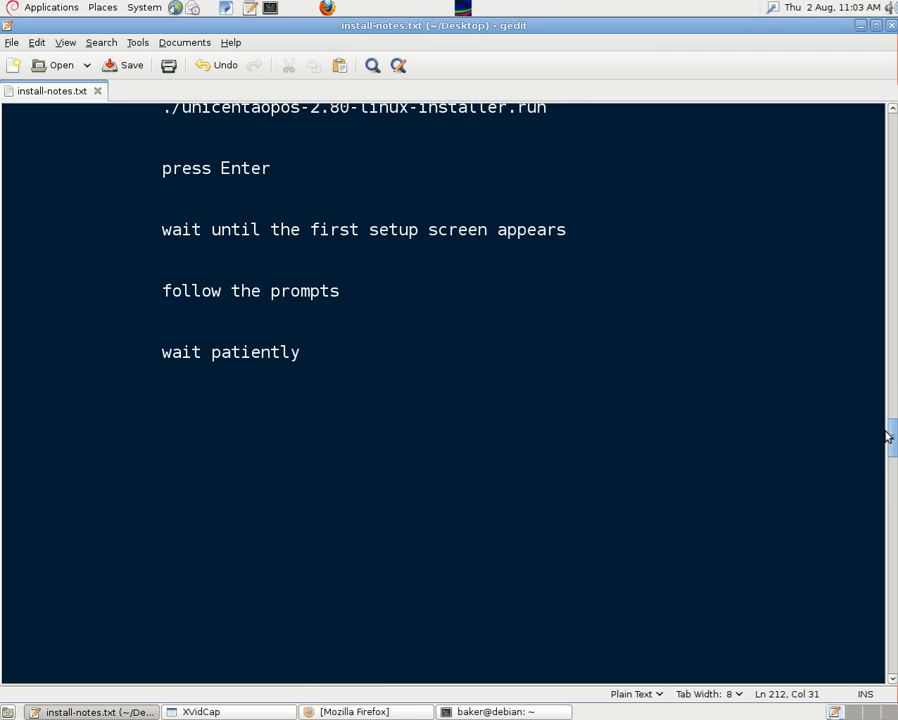 Applications Places System Thu 2 Aug, 11:03 AM
install-notes.txt (~/Desktop) - gedit
File Edit View Search Tools Documents Help
Open Save Undo
install-notes.txt
./unicentaopos-2.80-linux-installer.run
press Enter
wait until the first setup screen appears
follow the prompts
wait patiently
Plain Text Tab Width: 8 Ln 212, Col 31 INS
install-notes.txt (~/De... XVidCap [Mozilla Firefox] baker@debian: ~